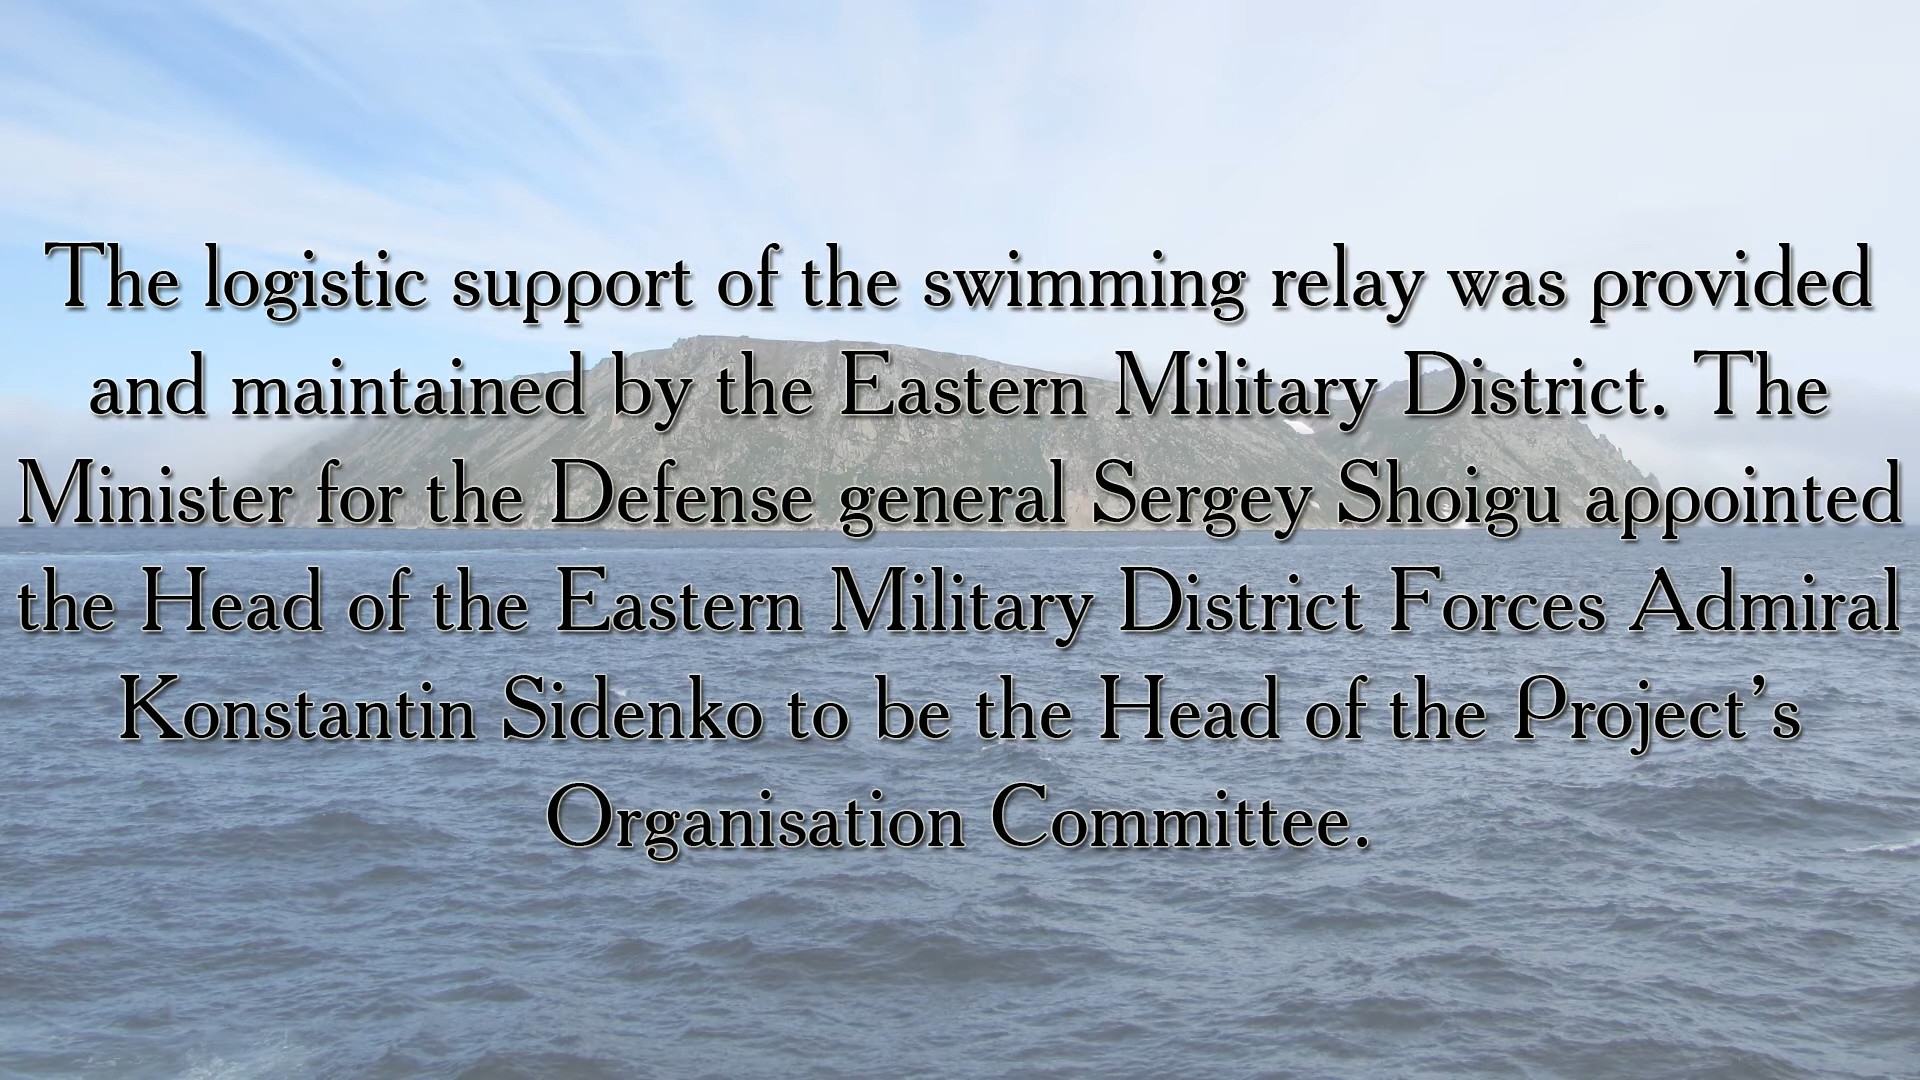 The logistic support of the swimming relay was provided
and maintained by the Eastern Military District. The
Minister for the Defense general Sergey Shoigu appointed
the Head of the Eastern Military District Forces Admiral
Konstantin Sidenko to be the Head of the Project’s
Organisation Committee.